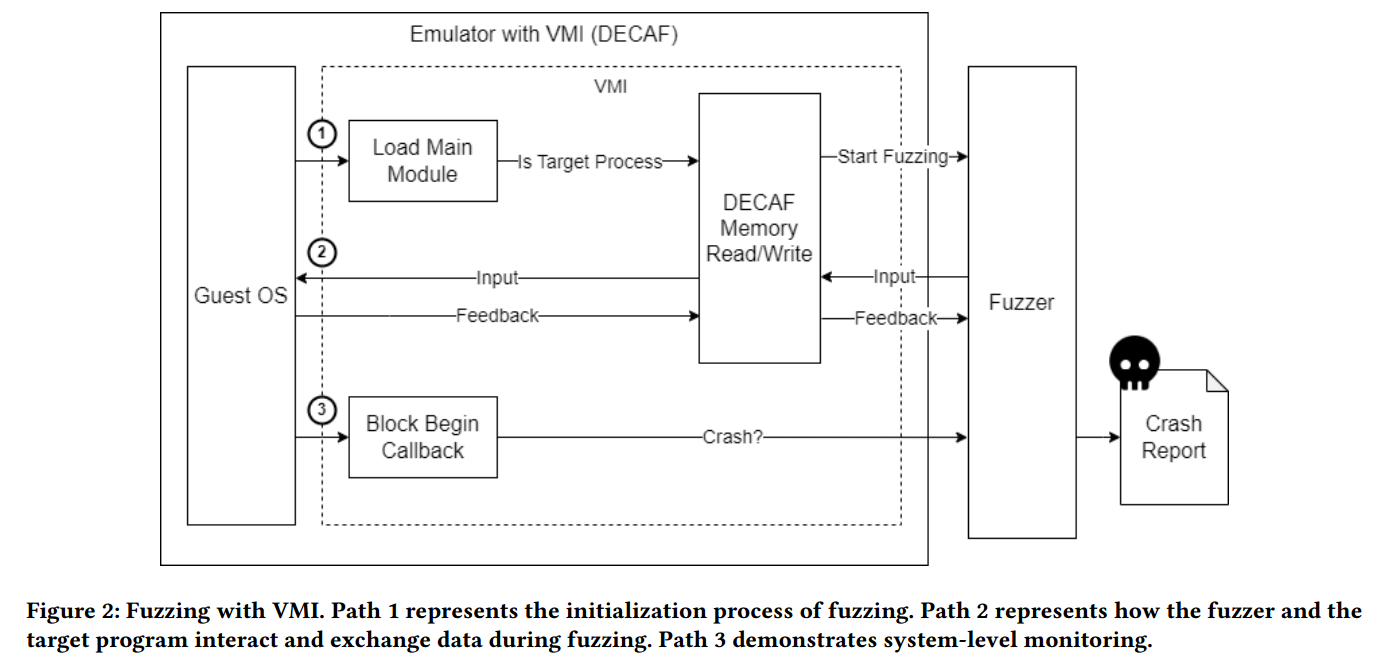 Emulator with VMI (DECAF)
VMI
1
Load Main
Module
Is Target Process
Start Fuzzing
DECAF
Memory
Read/Write
2
Input
Input
Guest OS
Feedback
Feedback
Fuzzer
3
Block Begin
Callback
Crash?
Crash
Report
Figure 2: Fuzzing with VMI. Path 1 represents the initialization process of fuzzing. Path 2 represents how the fuzzer and the
target program interact and exchange data during fuzzing. Path 3 demonstrates system-level monitoring.